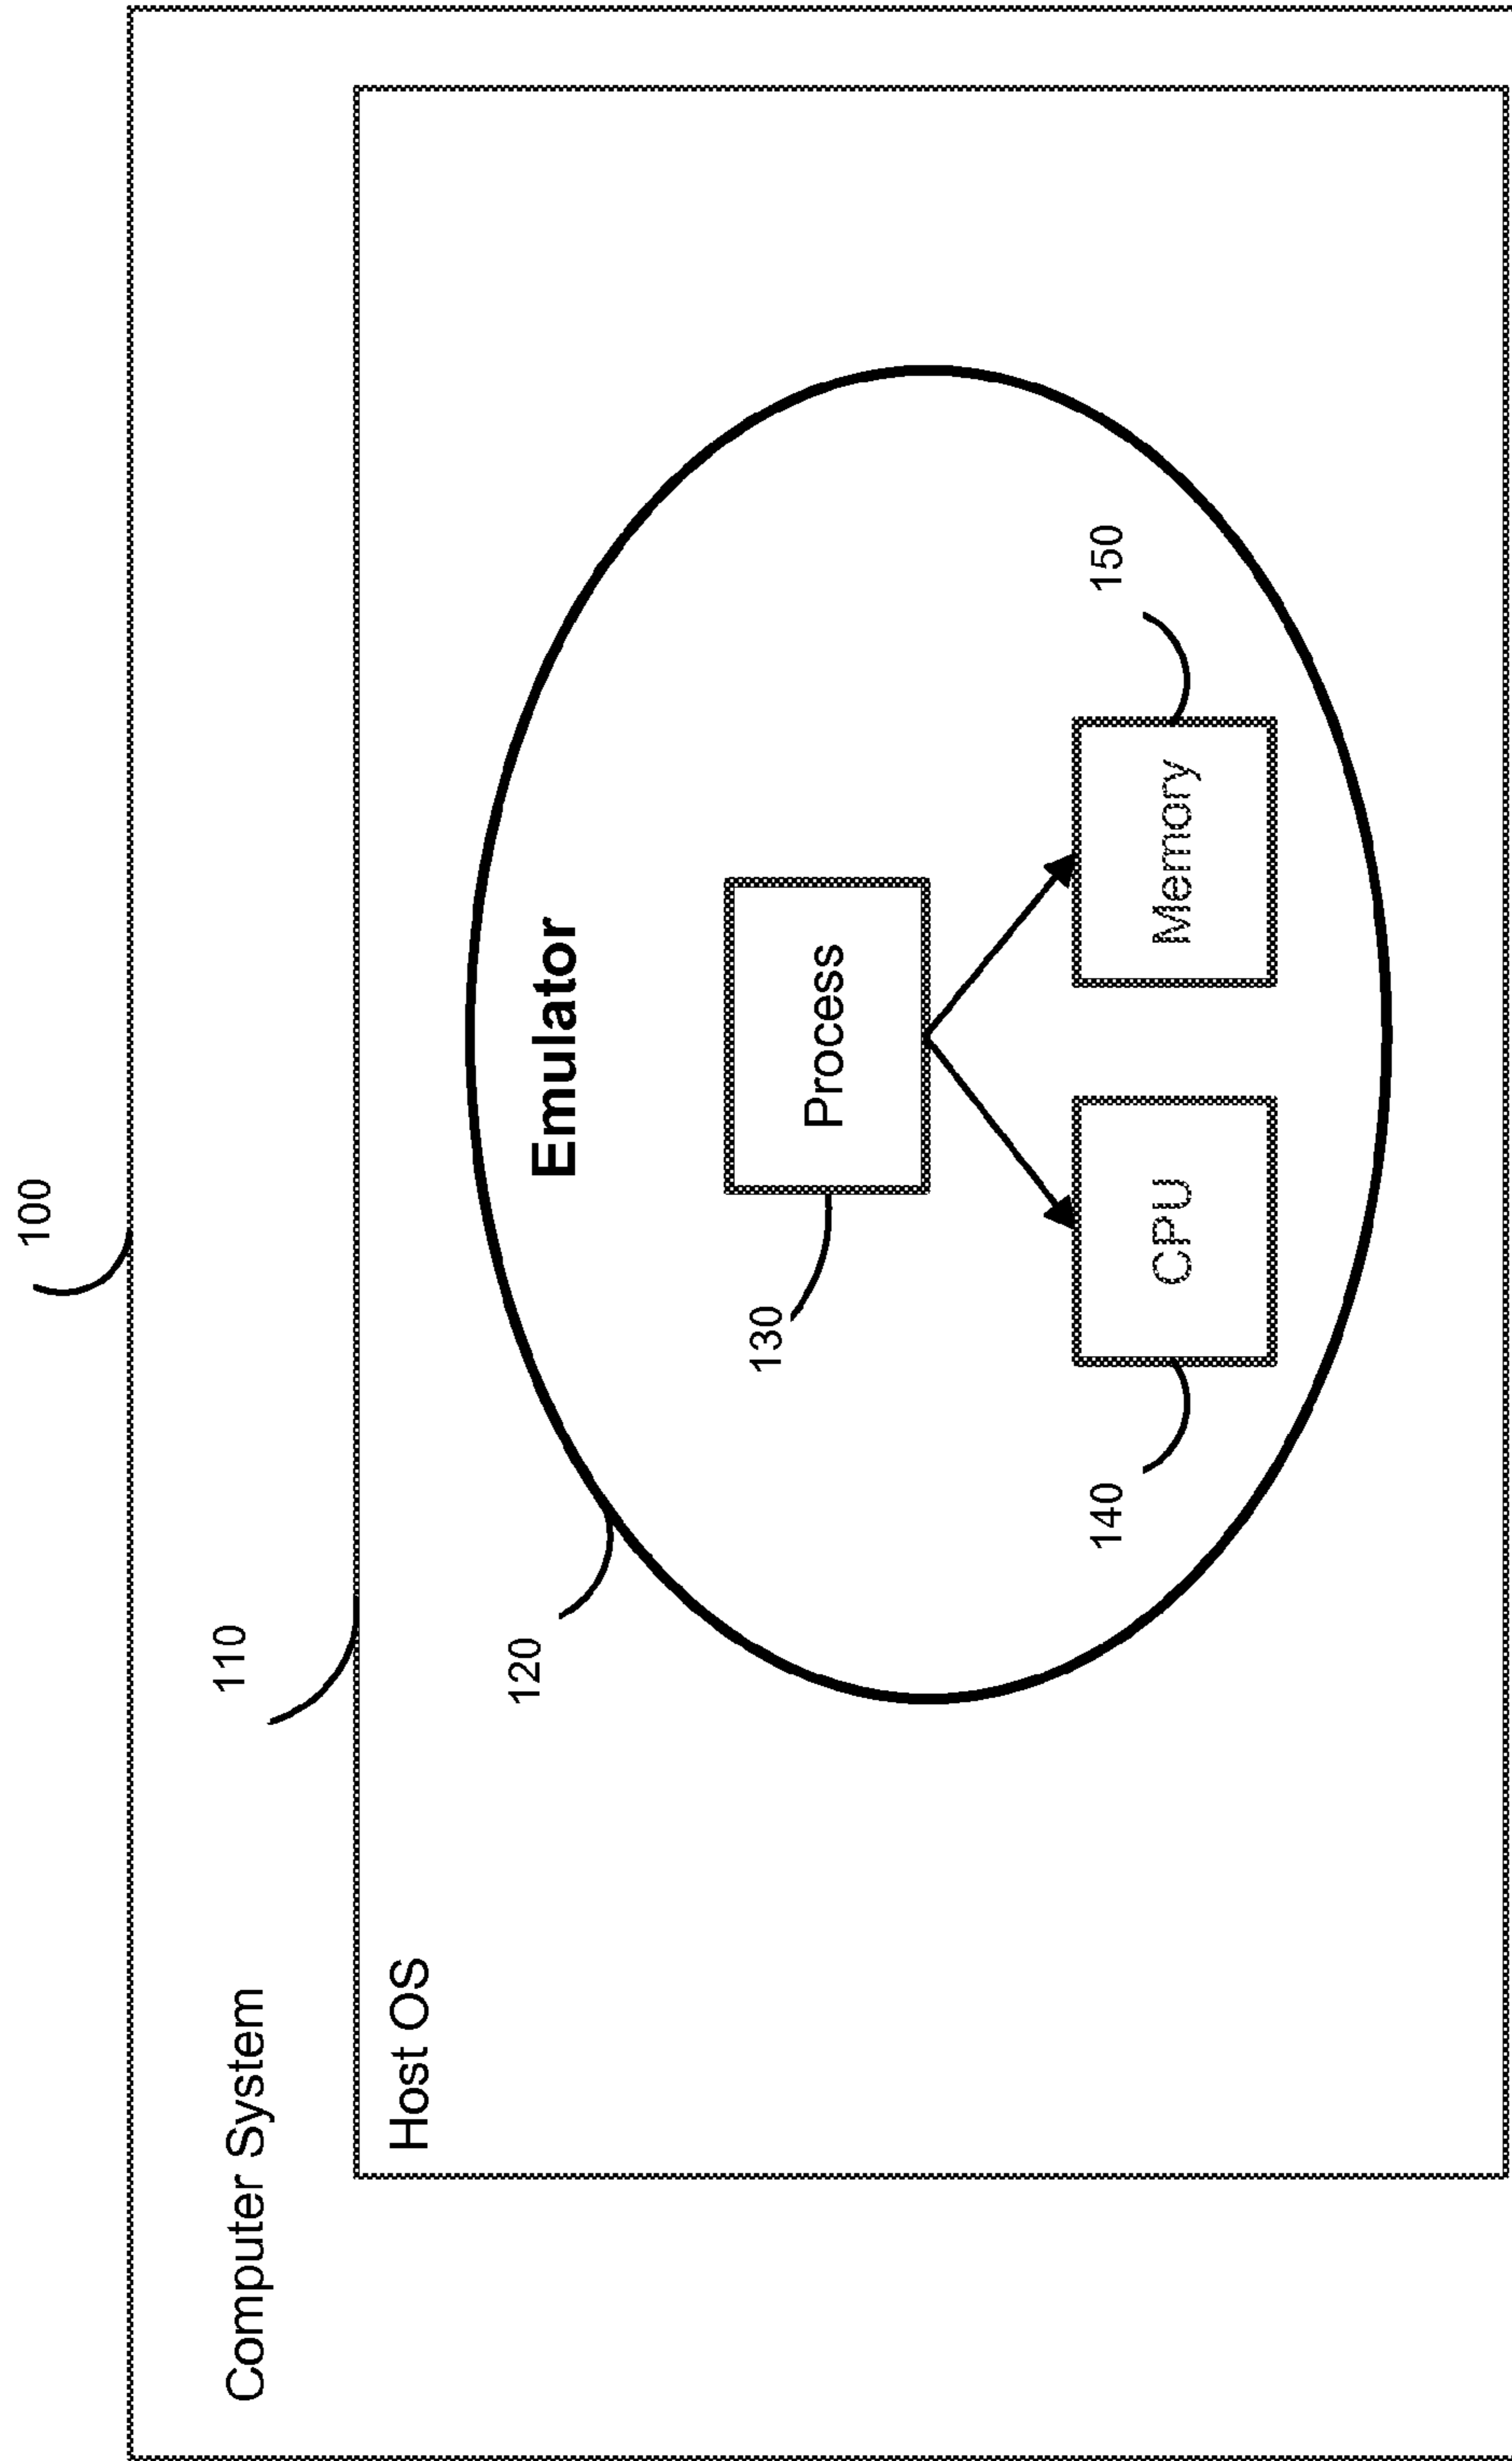 100
110
Computer System
Host OS
120
Emulator
130
Process
140
CPU
Memory
150